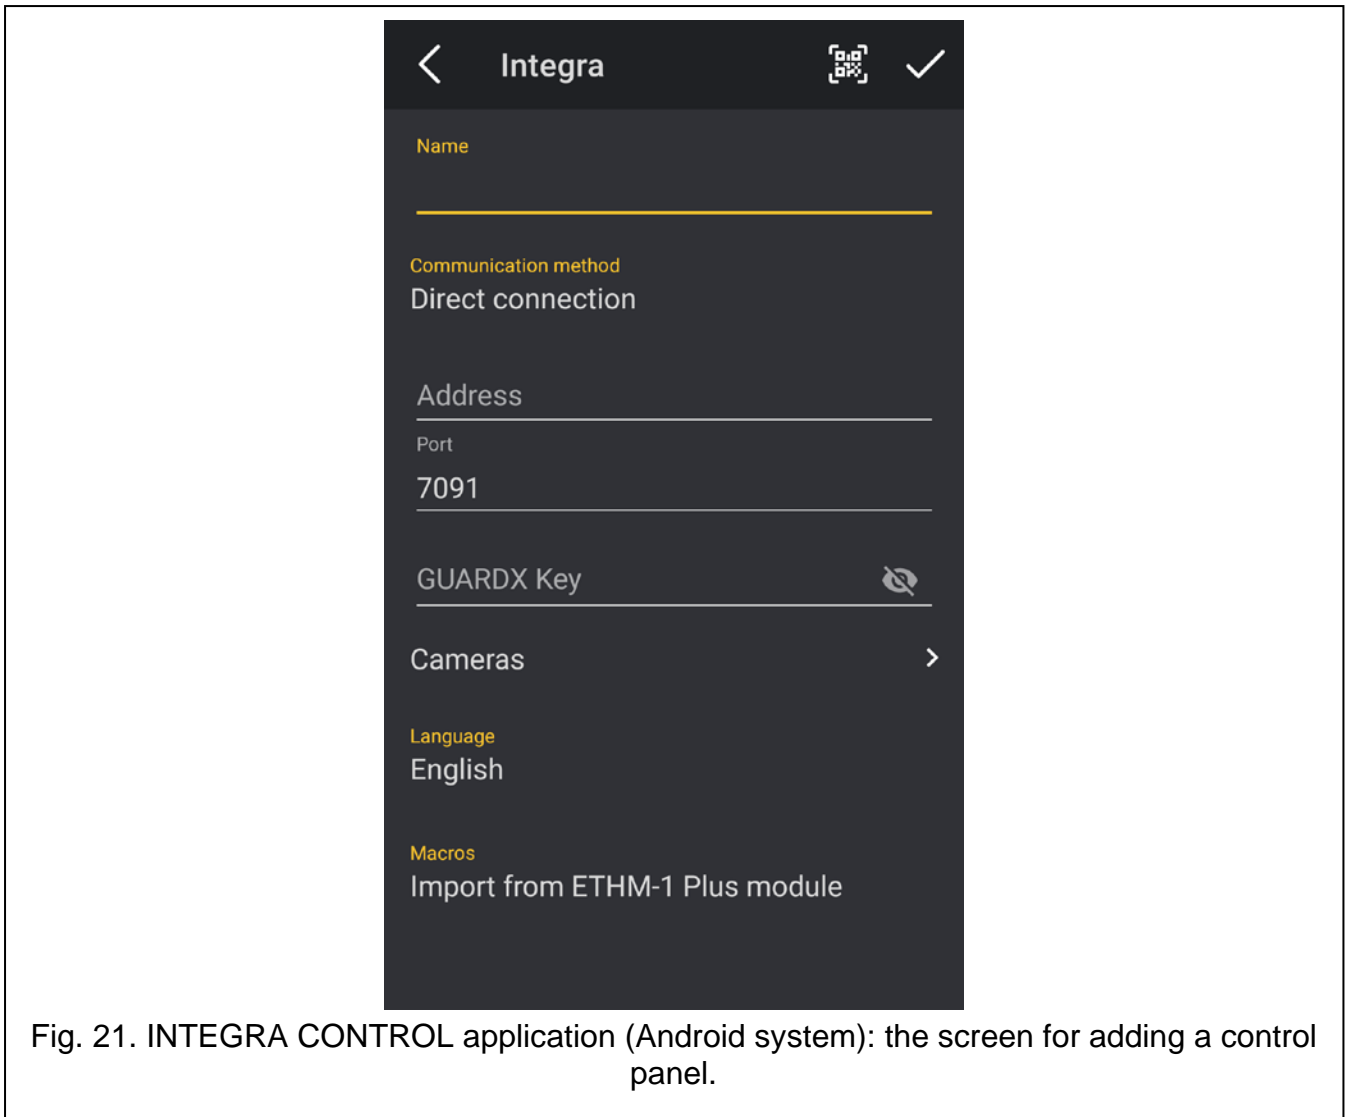 Integra
Name
Communication method
Direct connection
Address
Port
7091
GUARDX Key
Cameras
Language
English
Macros
Import from ETHM-1 Plus module
Fig. 21. INTEGRA CONTROL application (Android system): the screen for adding a control
panel.